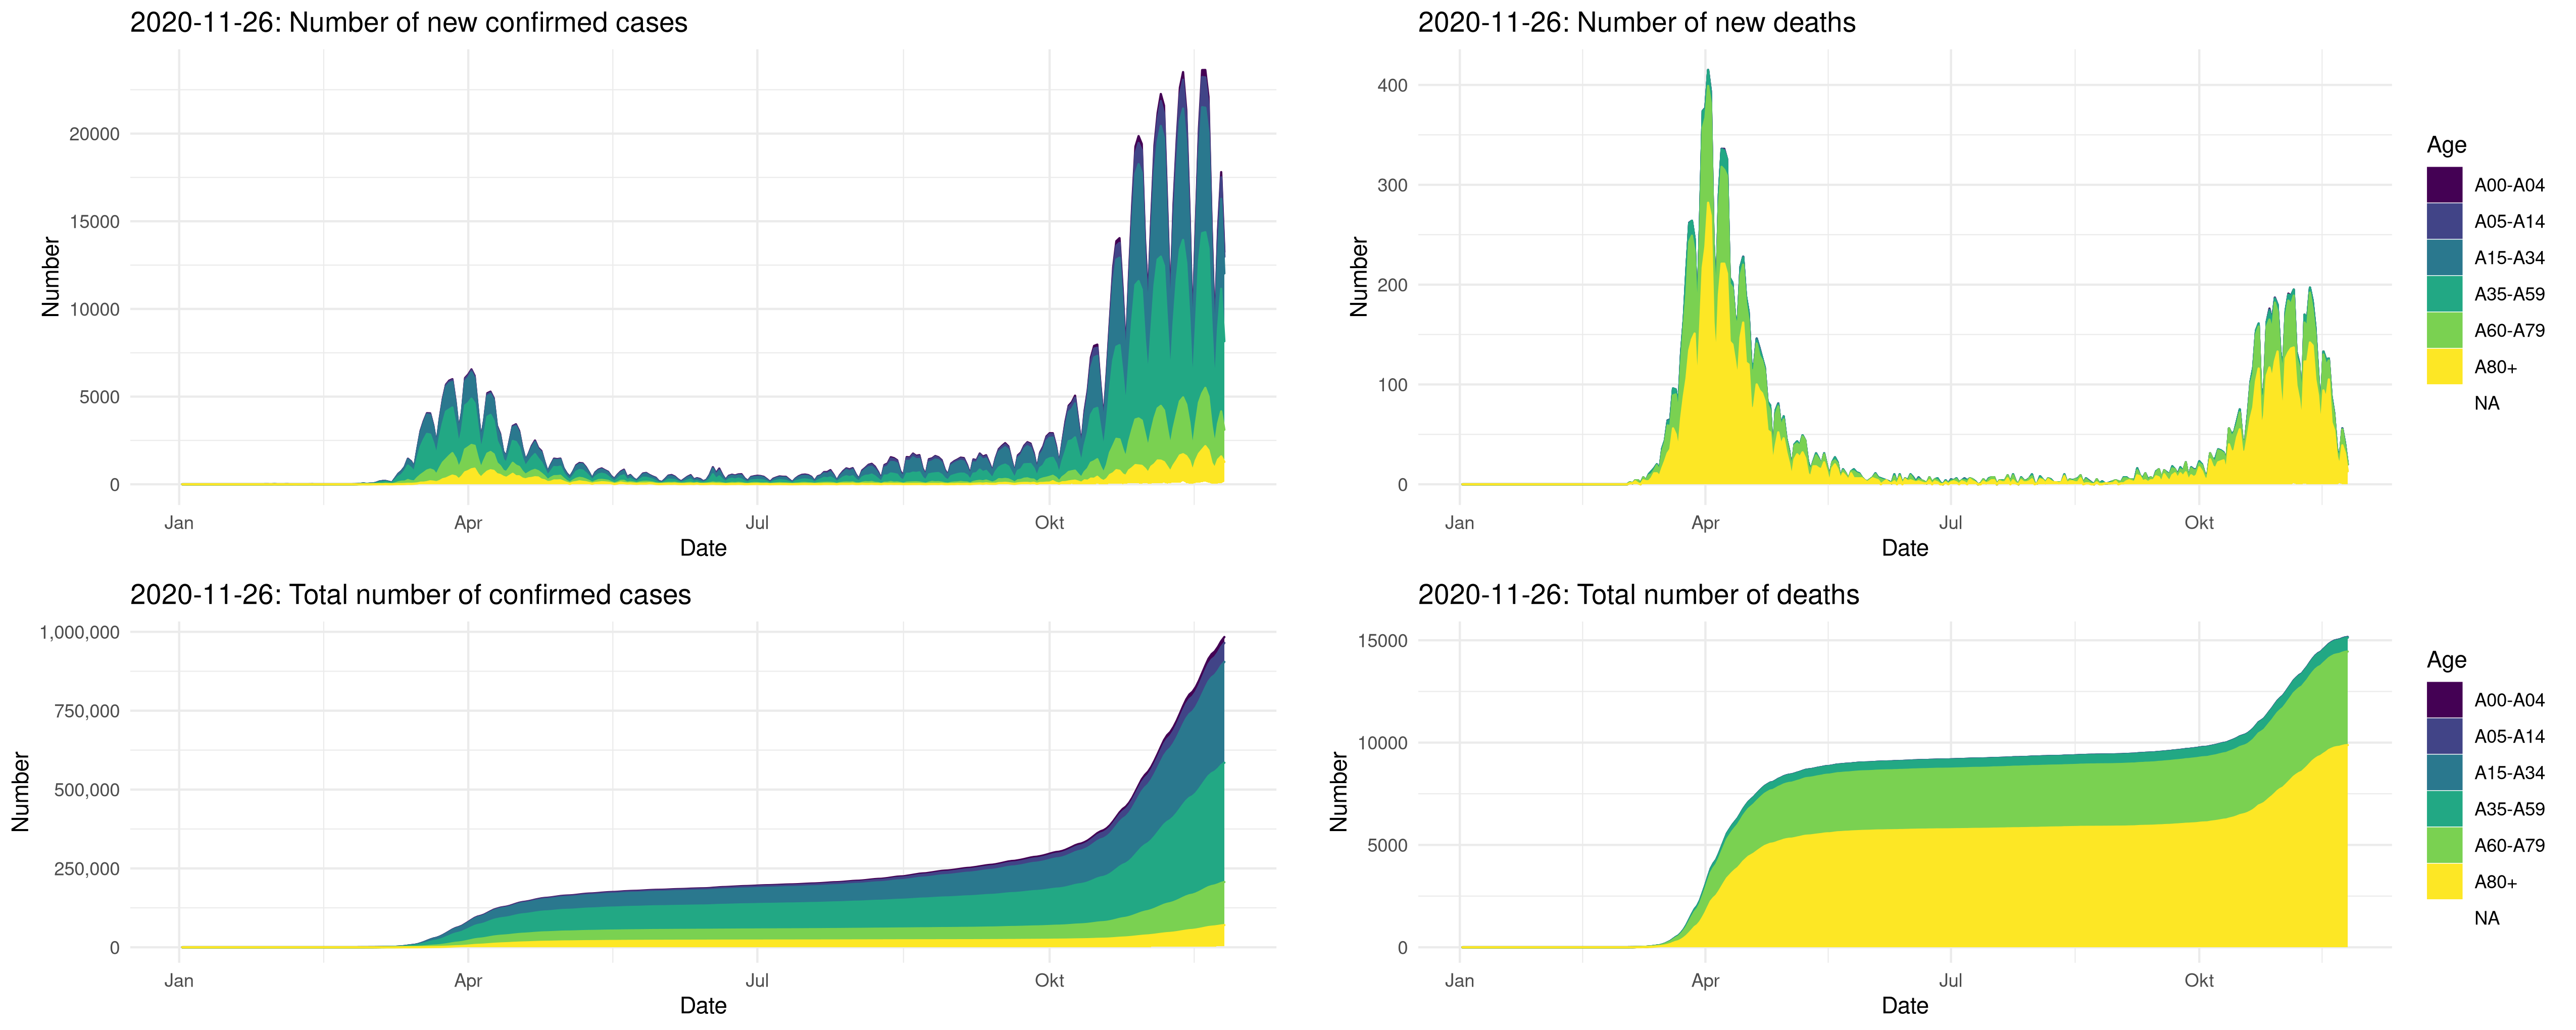 2020-11-26: Number of new confirmed cases
Number
20000
15000
10000
5000
0
Jan
Apr
Jul
Okt
Date
2020-11-26: Number of new deaths
Number
400
300
200
100
0
Jan
Apr
Jul
Okt
Date
Age
A00-A04
A05-A14
A15-A34
A35-A59
A60-A79
A80+
NA
2020-11-26: Total number of confirmed cases
Number
1,000,000
750,000
500,000
250,000
0
Jan
Apr
Jul
Okt
Date
2020-11-26: Total number of deaths
Number
15000
10000
5000
0
Jan
Apr
Jul
Okt
Date
Age
A00-A04
A05-A14
A15-A34
A35-A59
A60-A79
A80+
NA